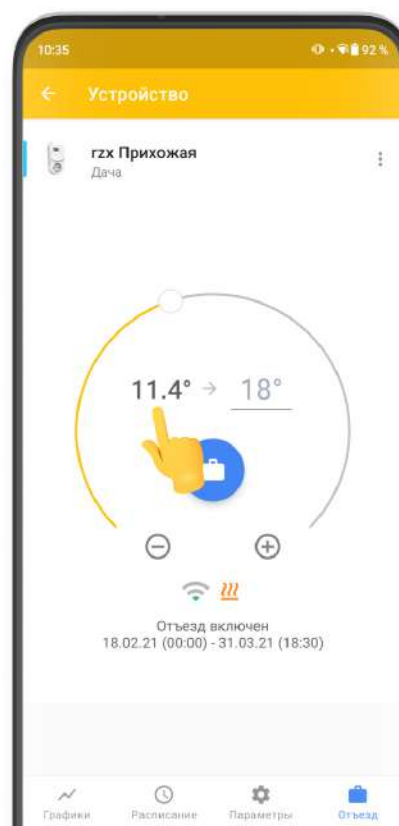 10:35
92 %
Устройство
rzx Прихожая
Дача
11.4° → 18°
Отъезд включен
18.02.21 (00:00) - 31.03.21 (18:30)
Графики Расписание Параметры Отъезд